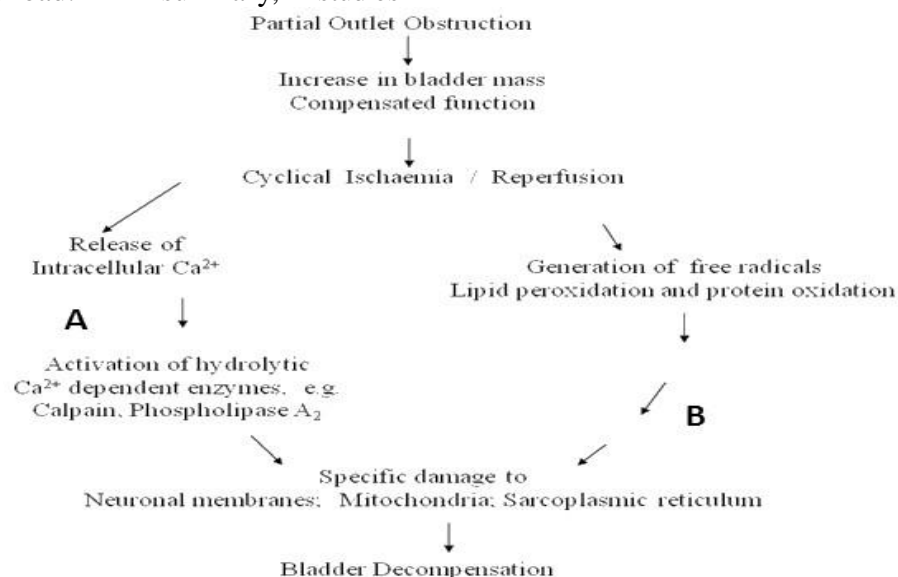 Partial Outlet Obstruction
Increase in bladder mass
Compensated function
Cyclical Ischaemia / Reperfusion
Release of
Intracellular Ca²⁺
Generation of free radicals
Lipid peroxidation and protein oxidation
A
Activation of hydrolytic
Ca²⁺ dependent enzymes, e.g.
Calpain, Phospholipase A₂
B
Specific damage to
Neuronal membranes; Mitochondria; Sarcoplasmic reticulum
Bladder Decompensation